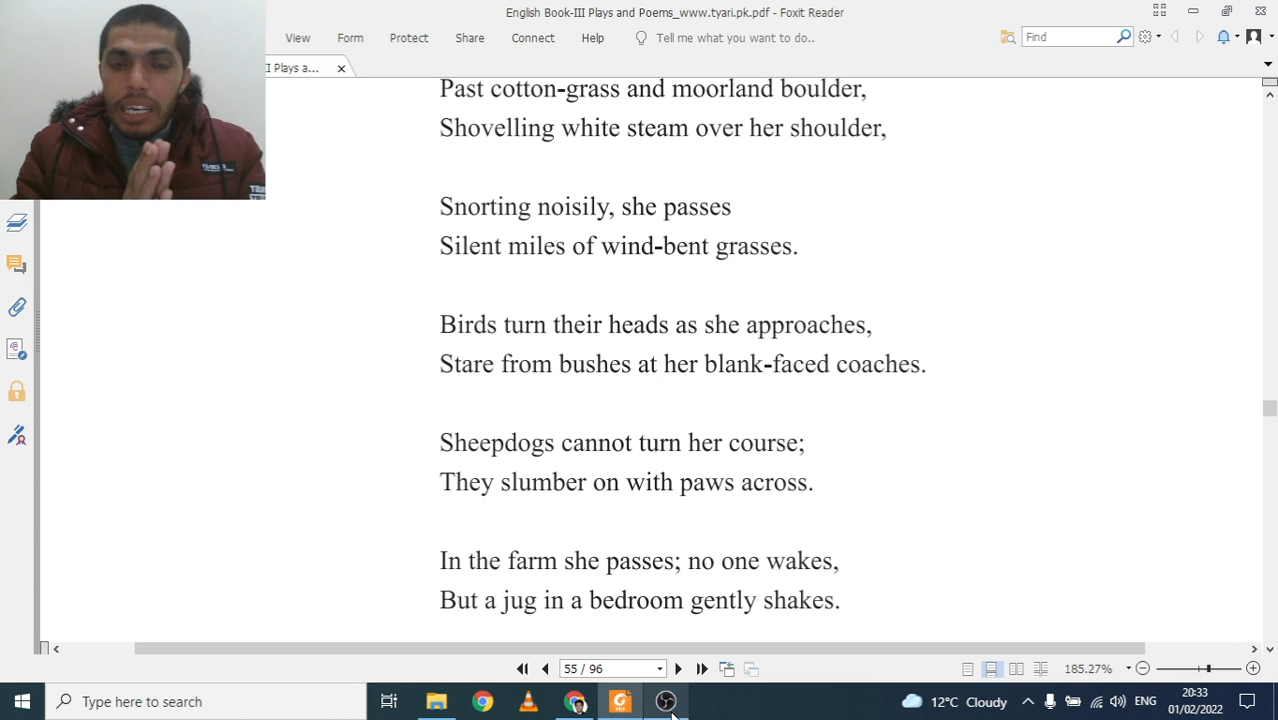 English Book-III Plays and Poems_www.tyari.pk.pdf - Foxit Reader
View Form Protect Share Connect Help Tell me what you want to do.. Find
I Plays a...
Past cotton-grass and moorland boulder,
Shovelling white steam over her shoulder,
Snorting noisily, she passes
Silent miles of wind-bent grasses.
Birds turn their heads as she approaches,
Stare from bushes at her blank-faced coaches.
Sheepdogs cannot turn her course;
They slumber on with paws across.
In the farm she passes; no one wakes,
But a jug in a bedroom gently shakes.
55 / 96 185.27%
Type here to search 12°C Cloudy ENG 20:33
01/02/2022